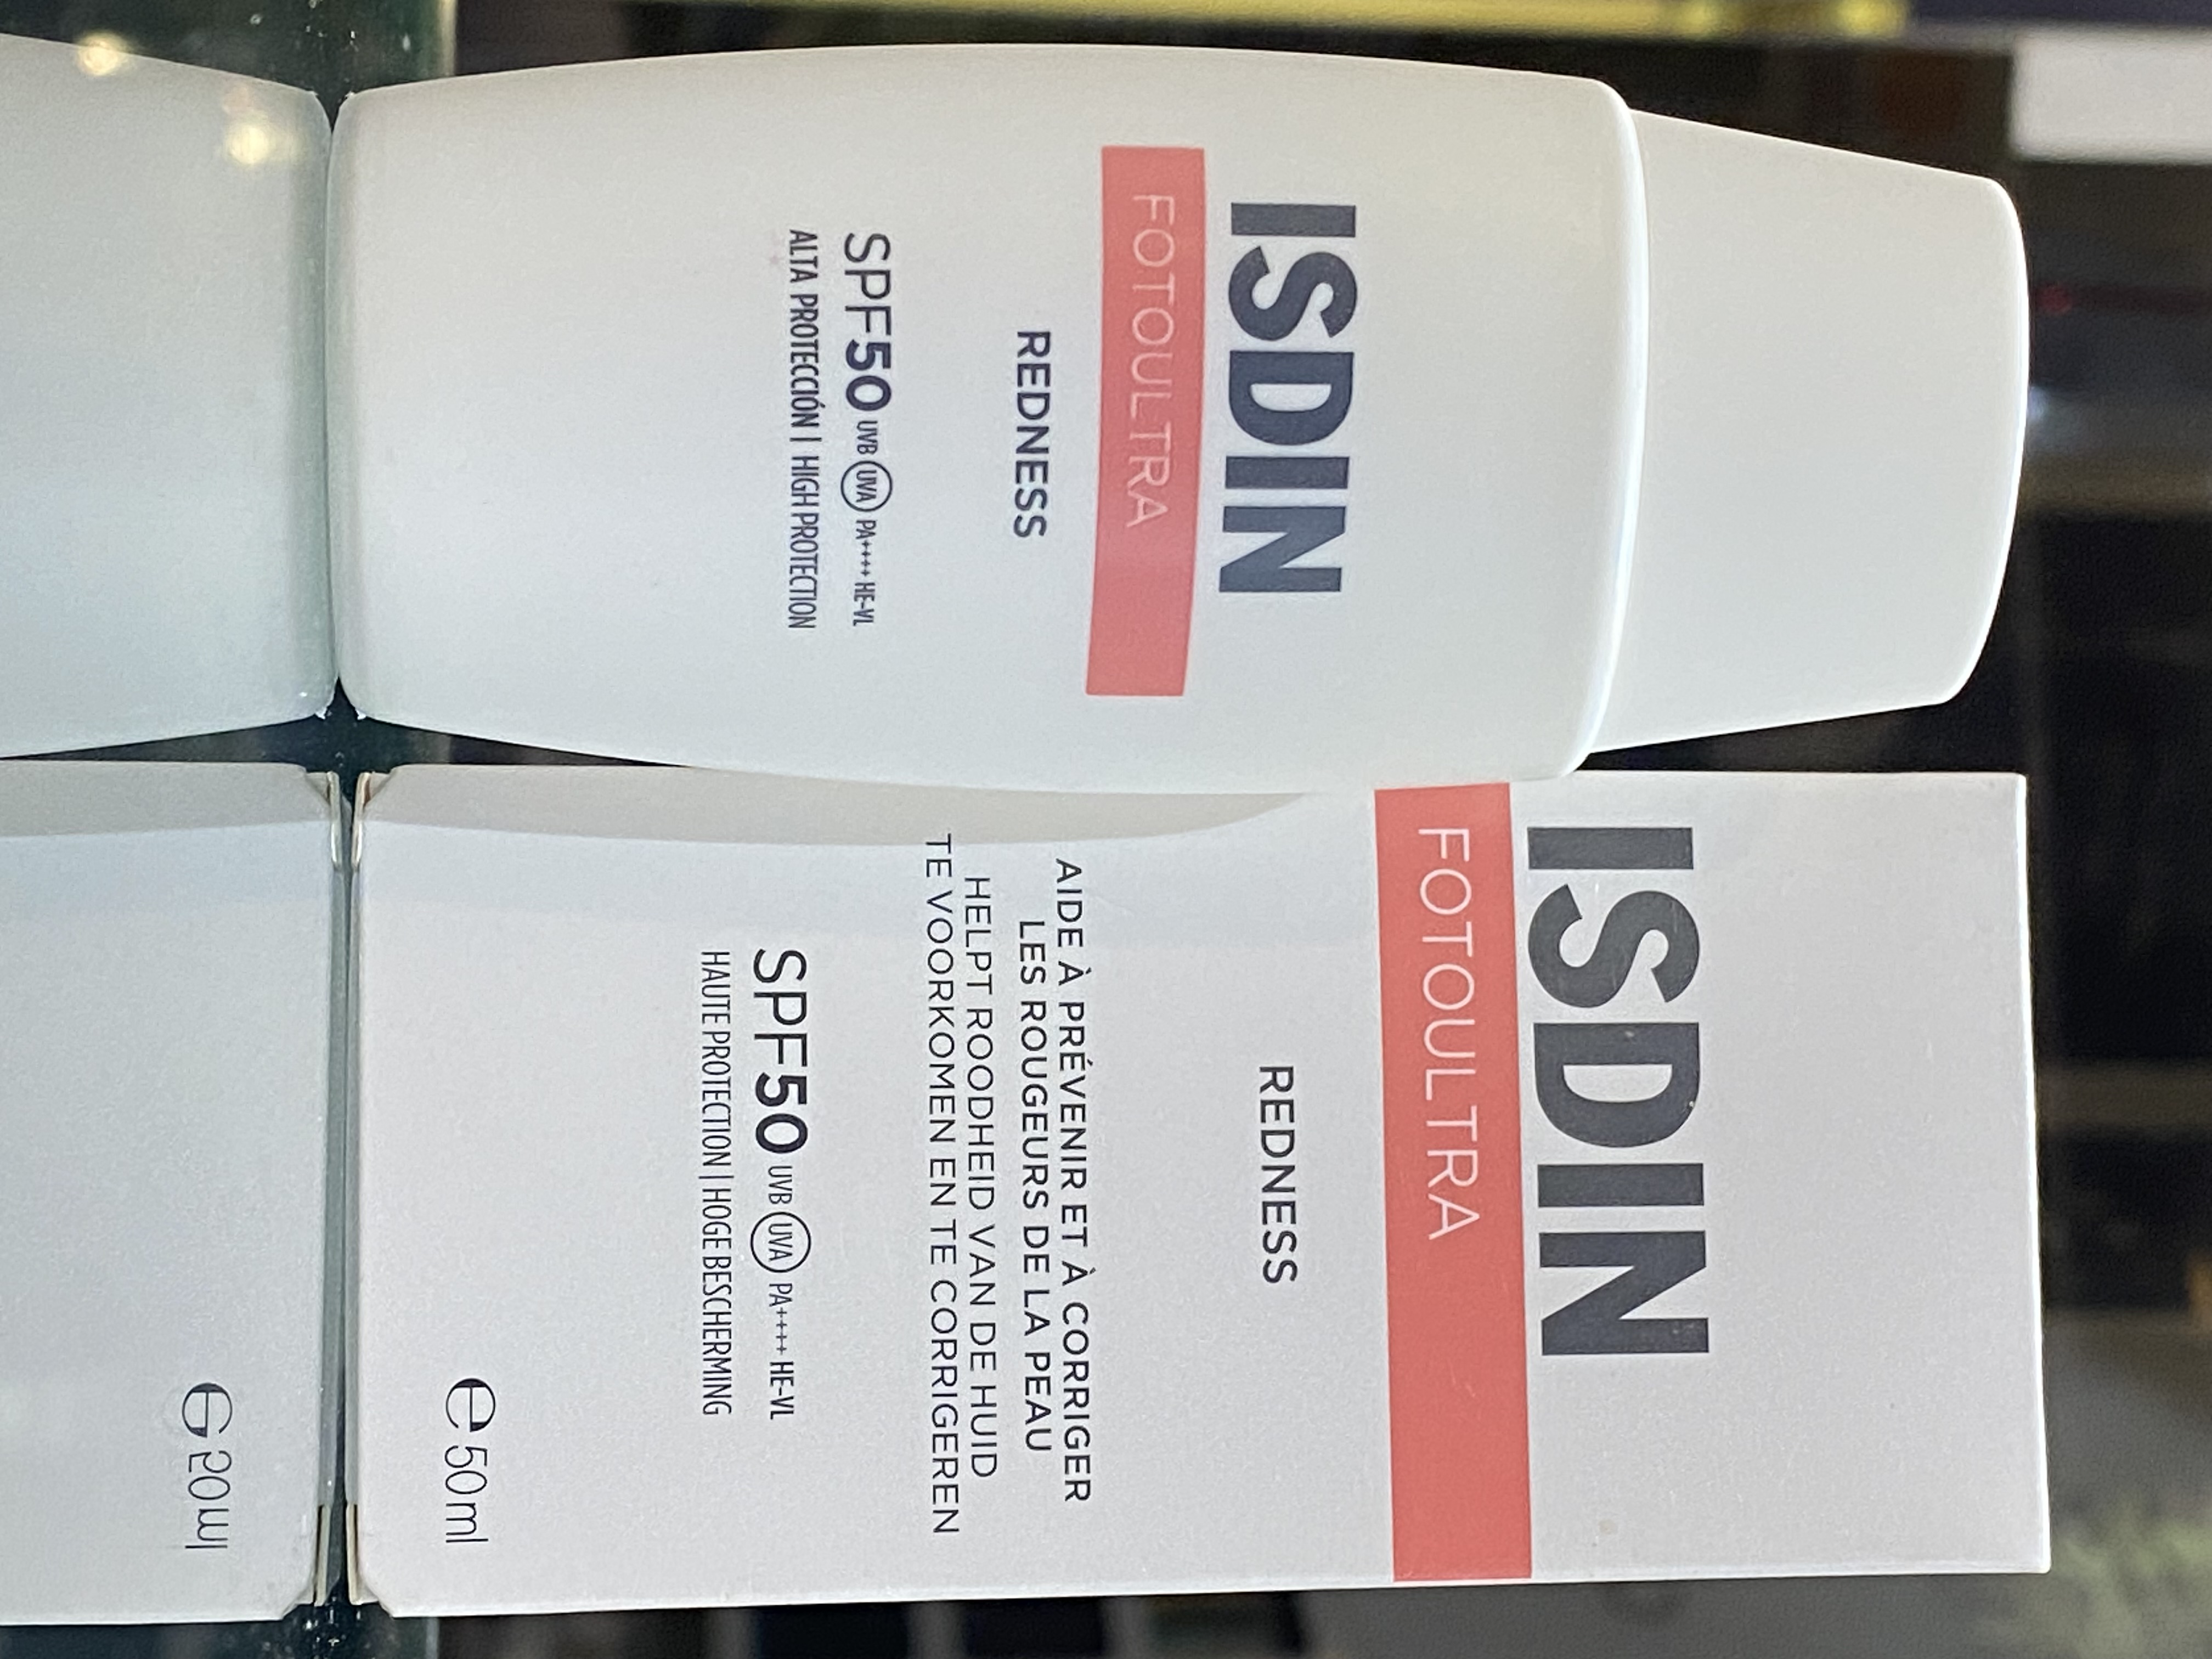 ISDIN
FOTOULTRA
REDNESS
SPF50 UVB UVA PA++++ HE-VL
ALTA PROTECCIÓN | HIGH PROTECTION
ISDIN
FOTOULTRA
REDNESS
AIDE À PRÉVENIR ET À CORRIGER
LES ROUGEURS DE LA PEAU
HELPT ROODHEID VAN DE HUID
TE VOORKOMEN EN TE CORRIGEREN
SPF50 UVB UVA PA++++ HE-VL
HAUTE PROTECTION | HOGE BESCHERMING
e 50 ml